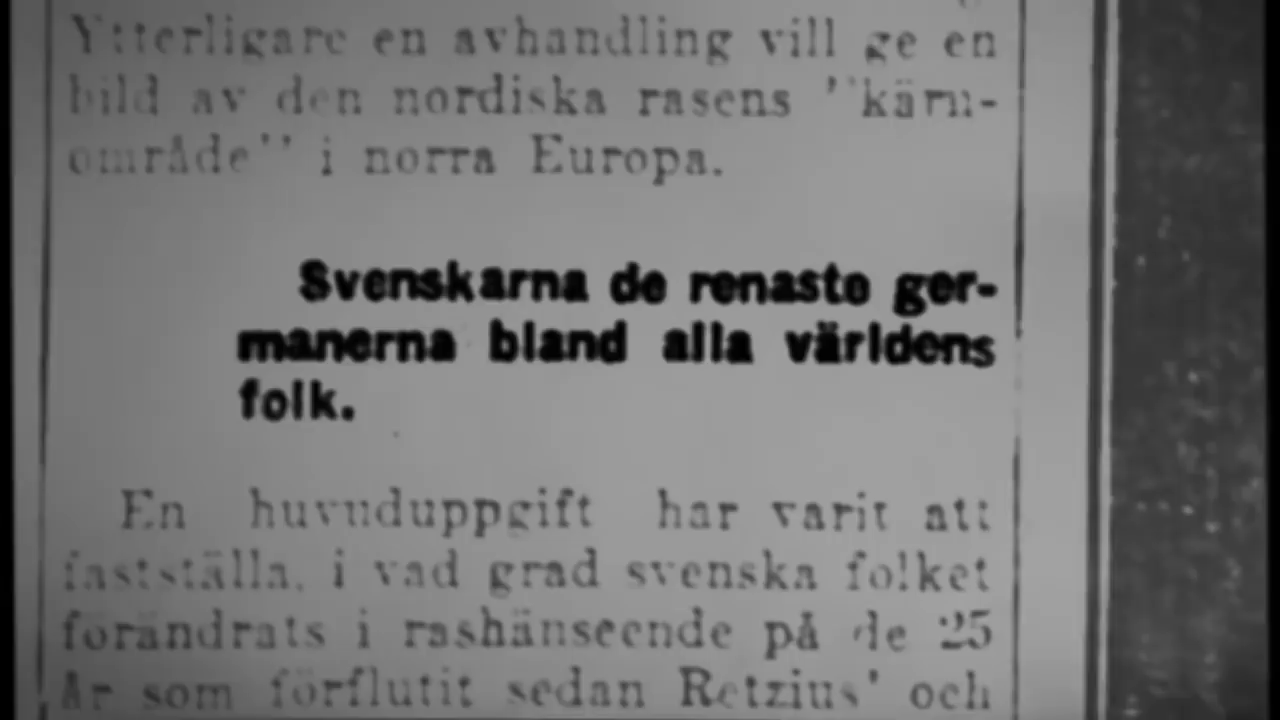 Ytterligare en avhandling vill ge en
bild av den nordiska rasens "kärn-
område" i norra Europa.
Svenskarna de renaste ger-
manerna bland alla världens
folk.
En huvuduppgift har varit att
fastställa, i vad grad svenska folket
förändrats i rashänseende på de 25
år som förflutit sedan Retzius' och